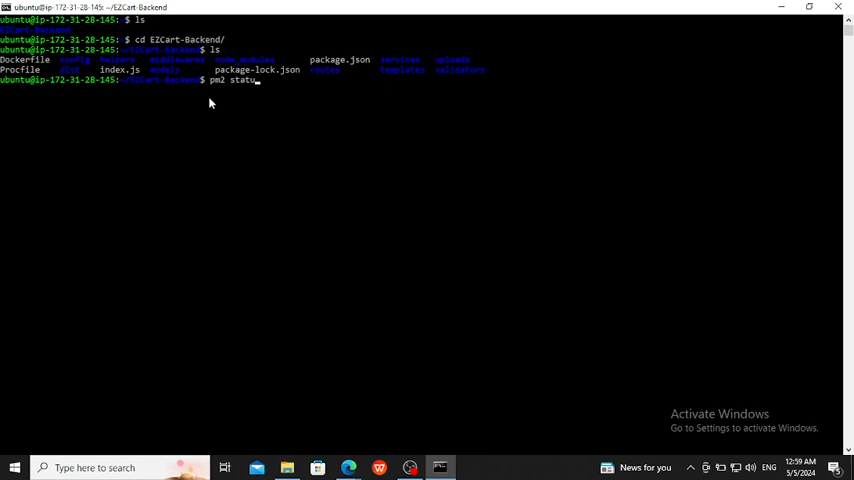 ubuntu@ip-172-31-28-145: ~/EZCart-Backend
ubuntu@ip-172-31-28-145:~$ ls
EZCart-Backend
ubuntu@ip-172-31-28-145:~$ cd EZCart-Backend/
ubuntu@ip-172-31-28-145:~/EZCart-Backend$ ls
Dockerfile config helpers middlewares node_modules package.json services uploads
Procfile dist index.js models package-lock.json routes templates validators
ubuntu@ip-172-31-28-145:~/EZCart-Backend$ pm2 statu
Activate Windows
Go to Settings to activate Windows.
Type here to search
News for you
ENG
12:59 AM
5/5/2024
5